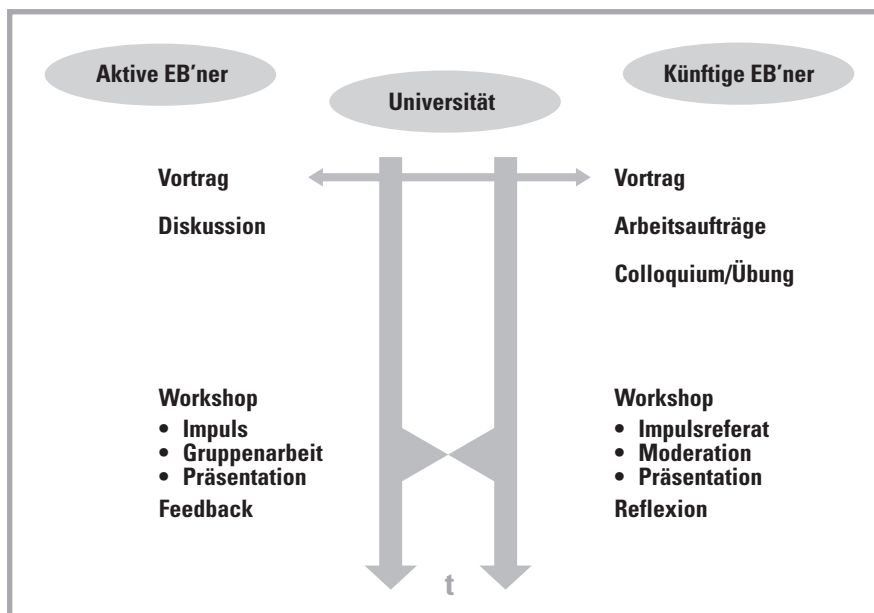 Aktive EB’ner
Universität
Künftige EB’ner
Vortrag
Diskussion
Workshop
• Impuls
• Gruppenarbeit
• Präsentation
Feedback
Vortrag
Arbeitsaufträge
Colloquium/Übung
Workshop
• Impulsreferat
• Moderation
• Präsentation
Reflexion
t